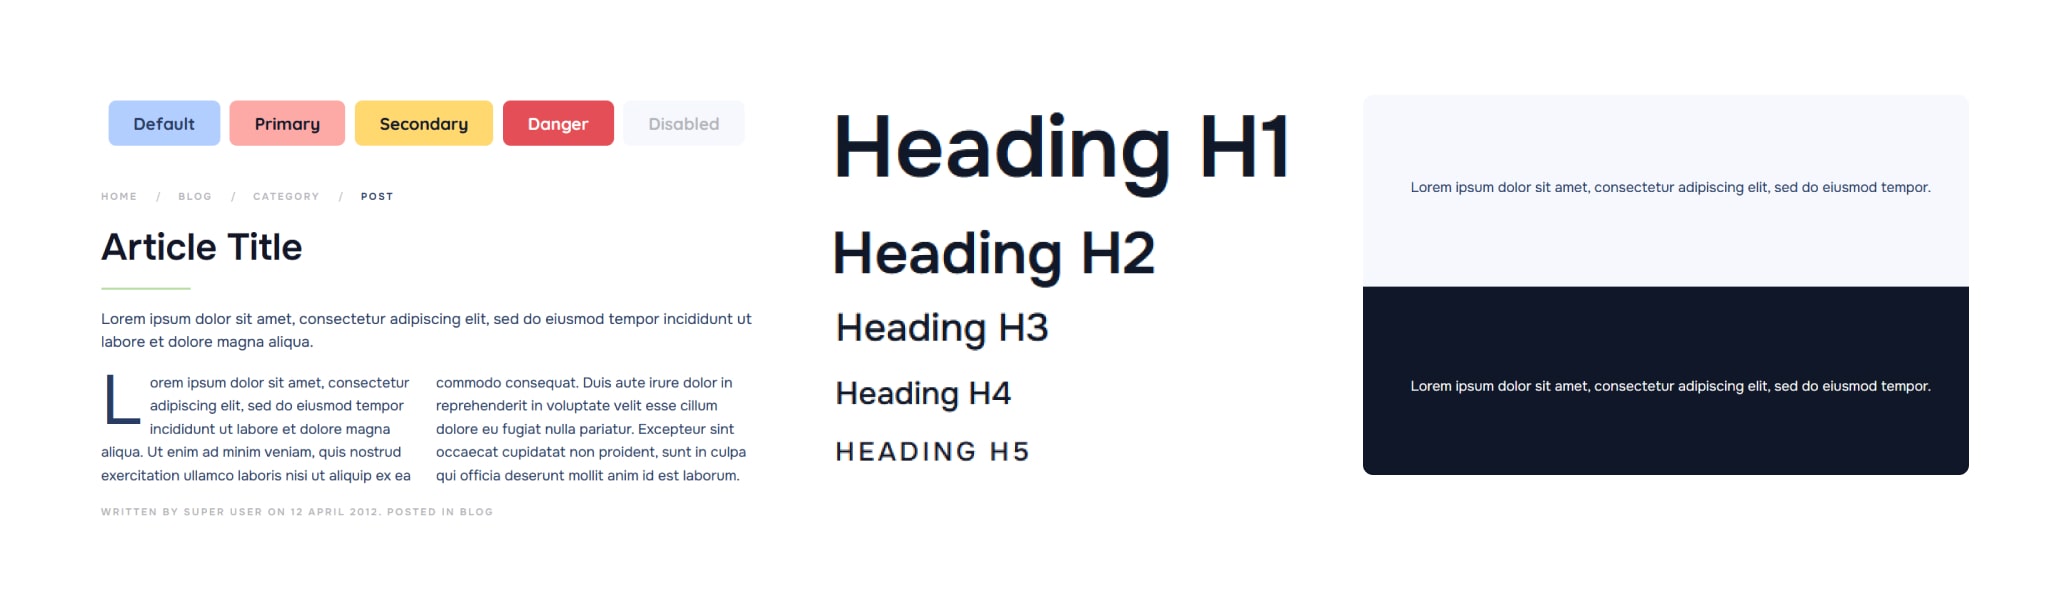 Default Primary Secondary Danger Disabled
HOME / BLOG / CATEGORY / POST
Article Title
Lorem ipsum dolor sit amet, consectetur adipiscing elit, sed do eiusmod tempor incididunt ut
labore et dolore magna aliqua.
Lorem ipsum dolor sit amet, consectetur
adipiscing elit, sed do eiusmod tempor
incididunt ut labore et dolore magna
aliqua. Ut enim ad minim veniam, quis nostrud
exercitation ullamco laboris nisi ut aliquip ex ea
commodo consequat. Duis aute irure dolor in
reprehenderit in voluptate velit esse cillum
dolore eu fugiat nulla pariatur. Excepteur sint
occaecat cupidatat non proident, sunt in culpa
qui officia deserunt mollit anim id est laborum.
WRITTEN BY SUPER USER ON 12 APRIL 2012. POSTED IN BLOG
Heading H1
Heading H2
Heading H3
Heading H4
HEADING H5
Lorem ipsum dolor sit amet, consectetur adipiscing elit, sed do eiusmod tempor.
Lorem ipsum dolor sit amet, consectetur adipiscing elit, sed do eiusmod tempor.